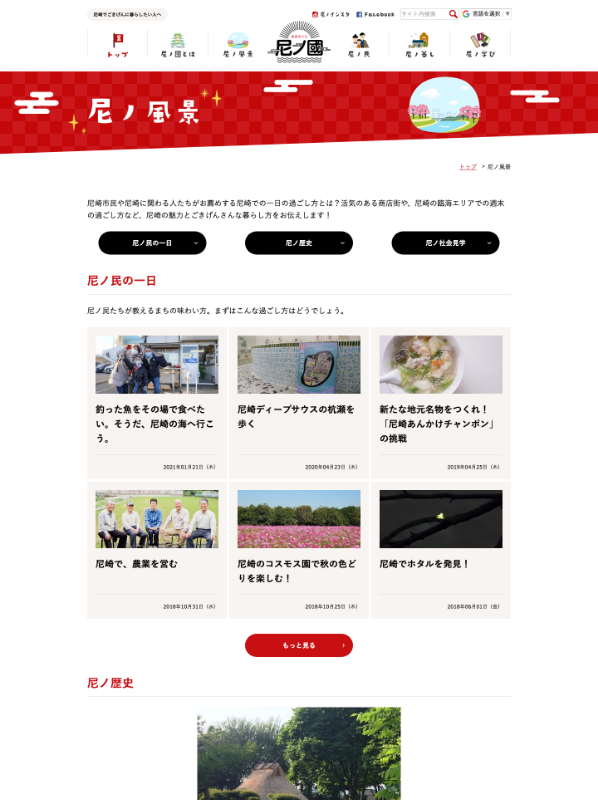 尼崎でごきげんに暮らしたい人へ
尼ノインスタ
Facebook
サイト内検索
言語を選択 ▼
トップ
尼ノ国とは
尼ノ風景
尼ノ國
尼ノ民
尼ノ暮し
尼ノ学び
尼ノ風景
トップ > 尼ノ風景
尼崎市民や尼崎に関わる人たちがお薦めする尼崎での一日の過ごし方とは？活気のある商店街や、尼崎の臨海エリアでの週末
の過ごし方など、尼崎の魅力とごきげんさんな暮らし方をお伝えします！
尼ノ民の一日
尼ノ歴史
尼ノ社会見学
尼ノ民の一日
尼ノ民たちが教えるまちの味わい方。まずはこんな過ごし方はどうでしょう。
釣った魚をその場で食べた
い。そうだ、尼崎の海へ行こ
う。
2021年01月21日（木）
尼崎ディープサウスの杭瀬を
歩く
2020年04月23日（木）
新たな地元名物をつくれ！
「尼崎あんかけチャンポン」
の挑戦
2019年04月25日（木）
尼崎で、農業を営む
2018年10月31日（水）
尼崎のコスモス園で秋の色ど
りを楽しむ！
2018年10月25日（木）
尼崎でホタルを発見！
2018年06月01日（金）
もっと見る
尼ノ歴史